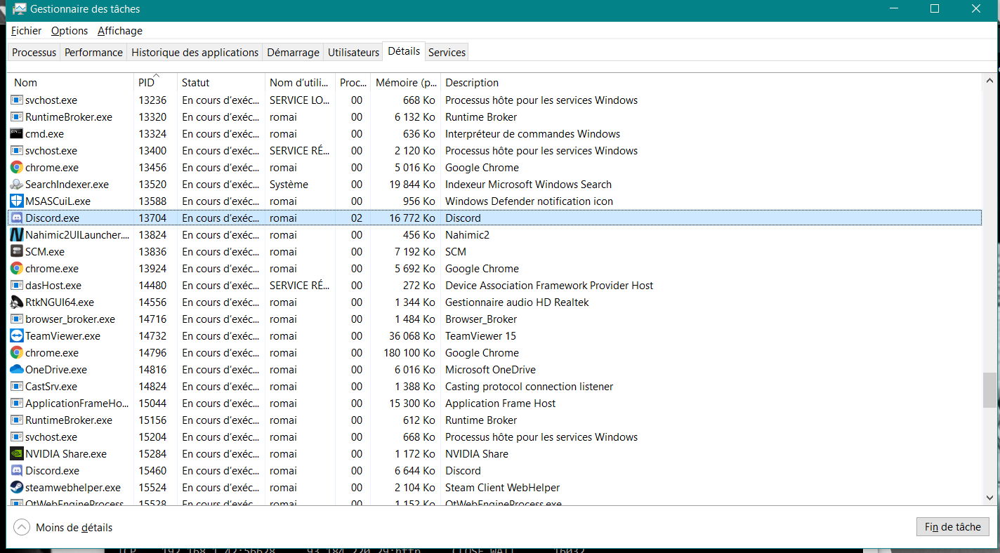 Gestionnaire des tâches
Fichier Options Affichage
Processus Performance Historique des applications Démarrage Utilisateurs Détails Services
Nom PID Statut Nom d'utili... Proc... Mémoire (p... Description
svchost.exe 13236 En cours d'exéc... SERVICE LO... 00 668 Ko Processus hôte pour les services Windows
RuntimeBroker.exe 13320 En cours d'exéc... romai 00 6 132 Ko Runtime Broker
cmd.exe 13324 En cours d'exéc... romai 00 636 Ko Interpréteur de commandes Windows
svchost.exe 13400 En cours d'exéc... SERVICE RÉ... 00 2 120 Ko Processus hôte pour les services Windows
chrome.exe 13456 En cours d'exéc... romai 00 5 016 Ko Google Chrome
SearchIndexer.exe 13520 En cours d'exéc... Système 00 19 844 Ko Indexeur Microsoft Windows Search
MSASCuiL.exe 13588 En cours d'exéc... romai 00 956 Ko Windows Defender notification icon
Discord.exe 13704 En cours d'exéc... romai 02 16 772 Ko Discord
Nahimic2UILauncher.... 13824 En cours d'exéc... romai 00 456 Ko Nahimic2
SCM.exe 13836 En cours d'exéc... romai 00 7 192 Ko SCM
chrome.exe 13924 En cours d'exéc... romai 00 5 692 Ko Google Chrome
dasHost.exe 14480 En cours d'exéc... SERVICE RÉ... 00 272 Ko Device Association Framework Provider Host
RtkNGUI64.exe 14556 En cours d'exéc... romai 00 1 344 Ko Gestionnaire audio HD Realtek
browser_broker.exe 14716 En cours d'exéc... romai 00 1 484 Ko Browser_Broker
TeamViewer.exe 14732 En cours d'exéc... romai 00 36 068 Ko TeamViewer 15
chrome.exe 14796 En cours d'exéc... romai 00 180 100 Ko Google Chrome
OneDrive.exe 14816 En cours d'exéc... romai 00 6 016 Ko Microsoft OneDrive
CastSrv.exe 14824 En cours d'exéc... romai 00 1 388 Ko Casting protocol connection listener
ApplicationFrameHo... 15044 En cours d'exéc... romai 00 15 300 Ko Application Frame Host
RuntimeBroker.exe 15156 En cours d'exéc... romai 00 612 Ko Runtime Broker
svchost.exe 15204 En cours d'exéc... romai 00 668 Ko Processus hôte pour les services Windows
NVIDIA Share.exe 15284 En cours d'exéc... romai 00 1 172 Ko NVIDIA Share
Discord.exe 15460 En cours d'exéc... romai 00 6 644 Ko Discord
steamwebhelper.exe 15524 En cours d'exéc... romai 00 2 104 Ko Steam Client WebHelper
QtWebEngineProcess 15528 En cours d'exéc... romai 00 1 152 Ko QtWebEngineProcess.exe
Moins de détails Fin de tâche
TCP 192.168.1.42:56628 93.184.220.29:http CLOSE_WAIT 16032